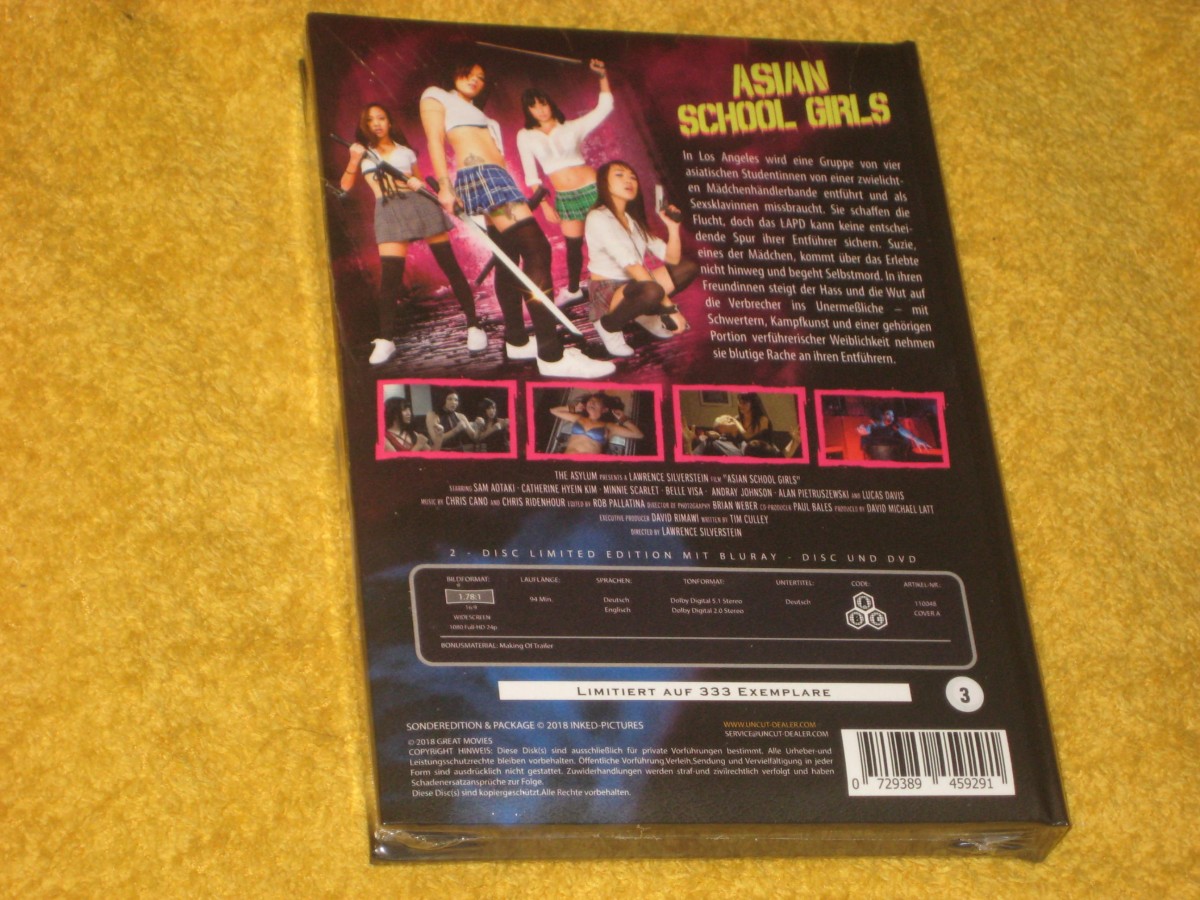 ASIAN
SCHOOL GIRLS
In Los Angeles wird eine Gruppe von vier
asiatischen Studentinnen von einer zwielicht-
en Mädchenhändlerbande entführt und als
Sexsklavinnen missbraucht. Sie schaffen die
Flucht, doch das LAPD kann keine entschei-
dende Spur ihrer Entführer sichern. Suzie,
eines der Mädchen, kommt über das Erlebte
nicht hinweg und begeht Selbstmord. In ihren
Freundinnen steigt der Hass und die Wut auf
die Verbrecher ins Unermeßliche – mit
Schwertern, Kampfkunst und einer gehörigen
Portion verführerischer Weiblichkeit nehmen
sie blutige Rache an ihren Entführern.
THE ASYLUM PRESENTS A LAWRENCE SILVERSTEIN FILM "ASIAN SCHOOL GIRLS"
STARRING SAM AOTAKI · CATHERINE HYEIN KIM · MINNIE SCARLET · BELLE VISA · ANDRAY JOHNSON · ALAN PIETRUSZEWSKI AND LUCAS DAVIS
MUSIC BY CHRIS CANO AND CHRIS RIDENHOUR EDITED BY ROB PALLATINA DIRECTOR OF PHOTOGRAPHY BRIAN WEBER CO-PRODUCER PAUL BALES PRODUCED BY DAVID MICHAEL LATT
EXECUTIVE PRODUCER DAVID RIMAWI WRITTEN BY TIM CULLEY
DIRECTED BY LAWRENCE SILVERSTEIN
2 - DISC LIMITED EDITION MIT BLURAY - DISC UND DVD
BILDFORMAT: LAUFLÄNGE: SPRACHEN: TONFORMAT: UNTERTITEL: CODE: ARTIKEL-NR.:
1.78:1 94 Min. Deutsch Dolby Digital 5.1 Stereo Deutsch A 110048
16:9 Englisch Dolby Digital 2.0 Stereo B C COVER A
WIDESCREEN
1080 Full HD 24p
BONUSMATERIAL: Making Of Trailer
LIMITIERT AUF 333 EXEMPLARE
3
SONDEREDITION & PACKAGE © 2018 INKED-PICTURES
WWW.UNCUT-DEALER.COM
SERVICE@UNCUT-DEALER.COM
© 2018 GREAT MOVIES
COPYRIGHT HINWEIS: Diese Disk(s) sind ausschließlich für private Vorführungen bestimmt. Alle Urheber-und
Leistungsschutzrechte bleiben vorbehalten. Öffentliche Vorführung,Verleih,Sendung und Vervielfältigung in jeder
Form sind ausdrücklich nicht gestattet. Zuwiderhandlungen werden straf-und zivilrechtlich verfolgt und haben
Schadenersatzansprüche zur Folge.
Diese Disc(s) sind kopiergeschützt.Alle Rechte vorbehalten.
0 729389 459291